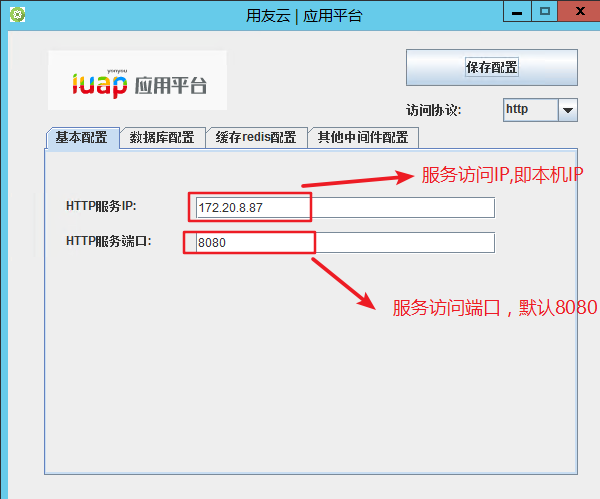 用友云 | 应用平台
yonyou
iuap 应用平台
保存配置
访问协议:
http
基本配置 数据库配置 缓存redis配置 其他中间件配置
服务访问IP,即本机IP
HTTP服务IP:
172.20.8.87
HTTP服务端口:
8080
服务访问端口，默认8080